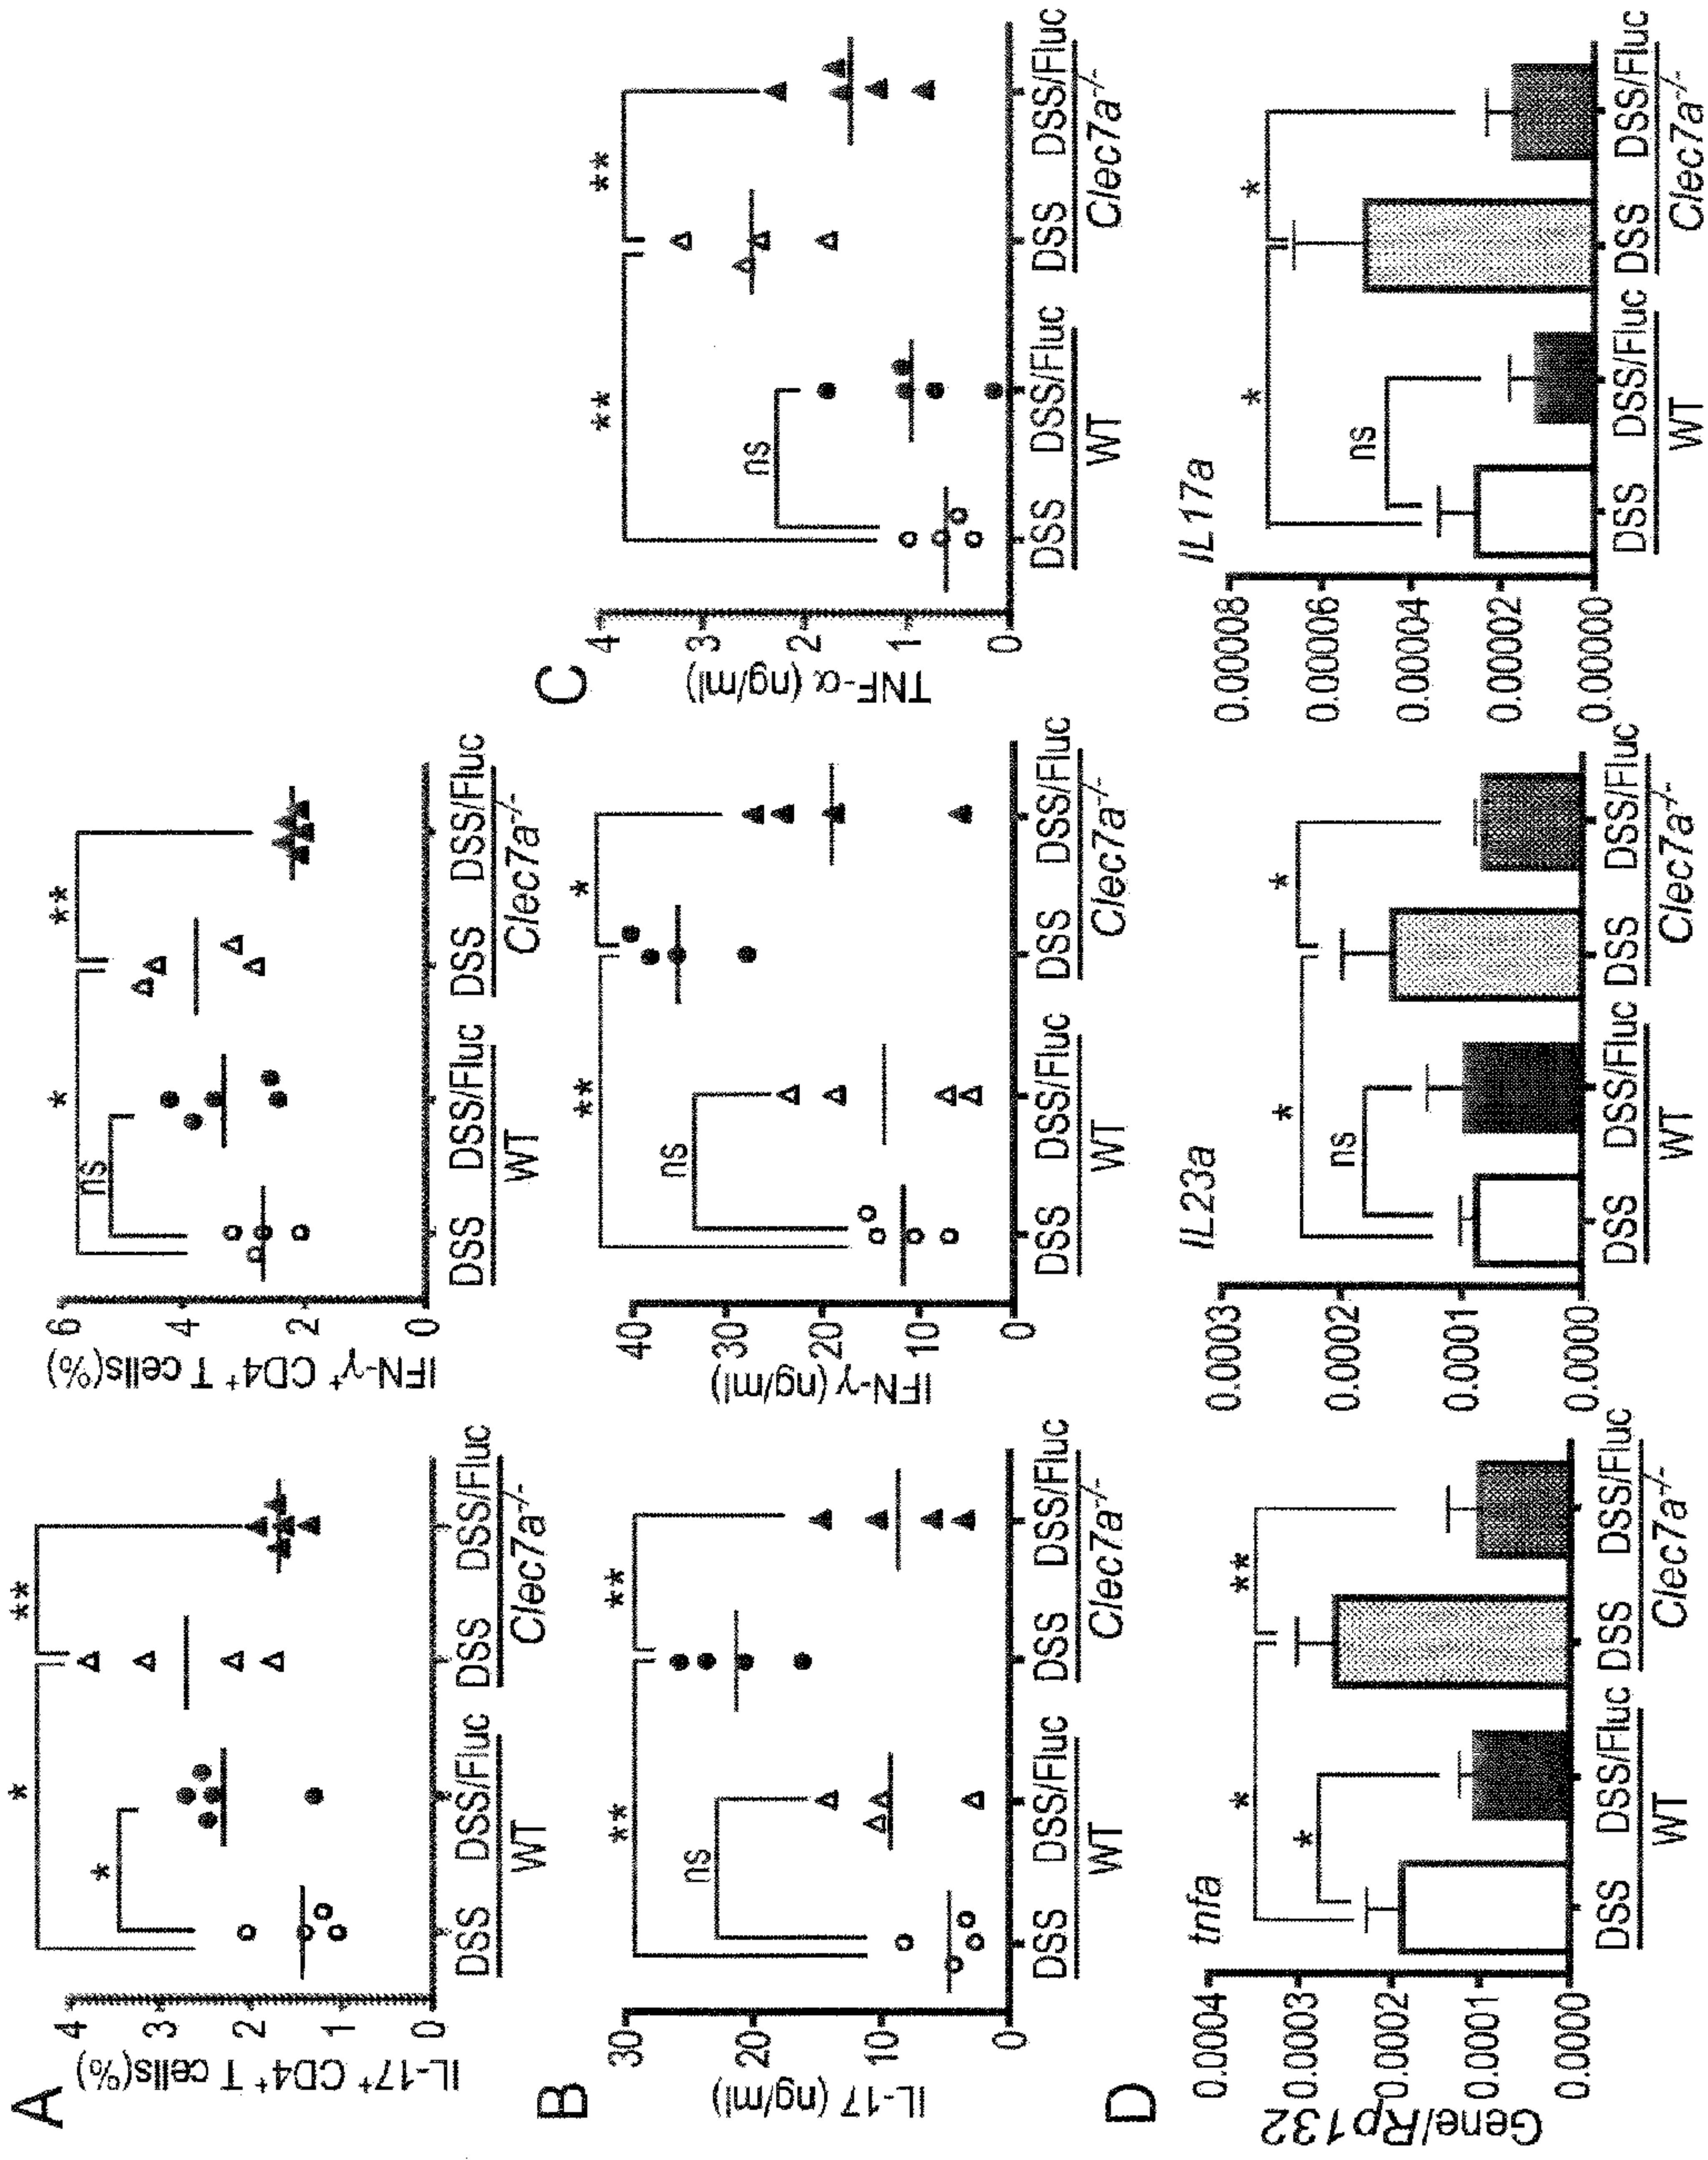 A
IL-17⁺ CD4⁺ T cells(%)
4
3
2
1
0
*
*
**
DSS DSS/Fluc DSS DSS/Fluc
WT Clec7a⁻/⁻
IFN-γ⁺ CD4⁺ T cells(%)
6
4
2
0
ns
*
**
DSS DSS/Fluc DSS DSS/Fluc
WT Clec7a⁻/⁻
B
IL-17 (ng/ml)
30
20
10
0
ns
**
**
DSS DSS/Fluc DSS DSS/Fluc
WT Clec7a⁻/⁻
IFN-γ (ng/ml)
40
30
20
10
0
ns
**
*
DSS DSS/Fluc DSS DSS/Fluc
WT Clec7a⁻/⁻
C
TNF-α (ng/ml)
4
3
2
1
0
ns
**
**
DSS DSS/Fluc DSS DSS/Fluc
WT Clec7a⁻/⁻
D
Gene/Rp132
tnfa
0.0004
0.0003
0.0002
0.0001
0.0000
*
*
**
DSS DSS/Fluc DSS DSS/Fluc
WT Clec7a⁻/⁻
IL23a
0.0003
0.0002
0.0001
0.0000
ns
*
*
DSS DSS/Fluc DSS DSS/Fluc
WT Clec7a⁻/⁻
IL17a
0.00008
0.00006
0.00004
0.00002
0.00000
ns
*
*
DSS DSS/Fluc DSS DSS/Fluc
WT Clec7a⁻/⁻